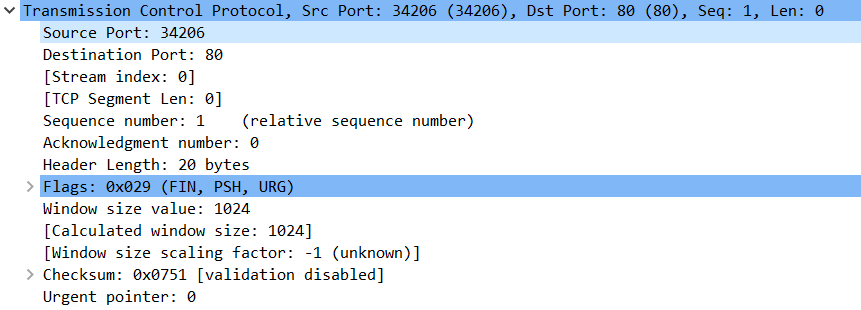 Transmission Control Protocol, Src Port: 34206 (34206), Dst Port: 80 (80), Seq: 1, Len: 0
Source Port: 34206
Destination Port: 80
[Stream index: 0]
[TCP Segment Len: 0]
Sequence number: 1    (relative sequence number)
Acknowledgment number: 0
Header Length: 20 bytes
Flags: 0x029 (FIN, PSH, URG)
Window size value: 1024
[Calculated window size: 1024]
[Window size scaling factor: -1 (unknown)]
Checksum: 0x0751 [validation disabled]
Urgent pointer: 0